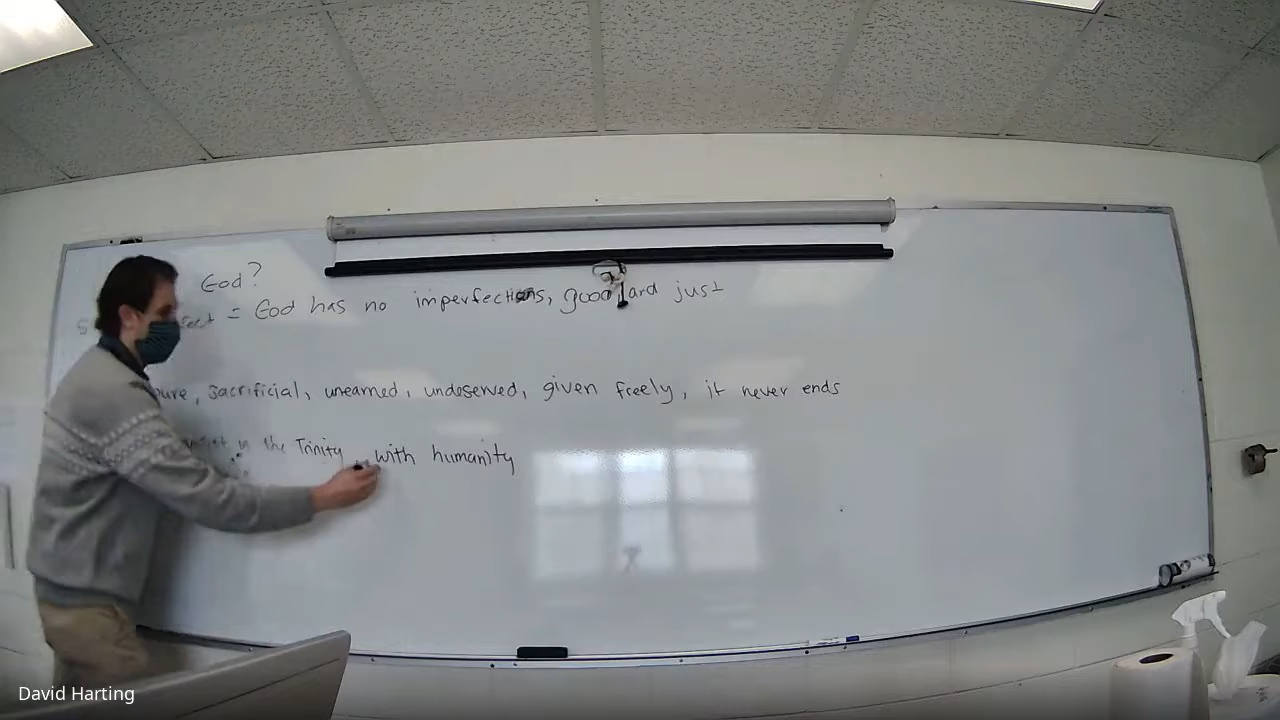 God?
= God has no imperfections, good and just
pure, sacrificial, unearned, undeserved, given freely, it never ends
in the Trinity with humanity
David Harting